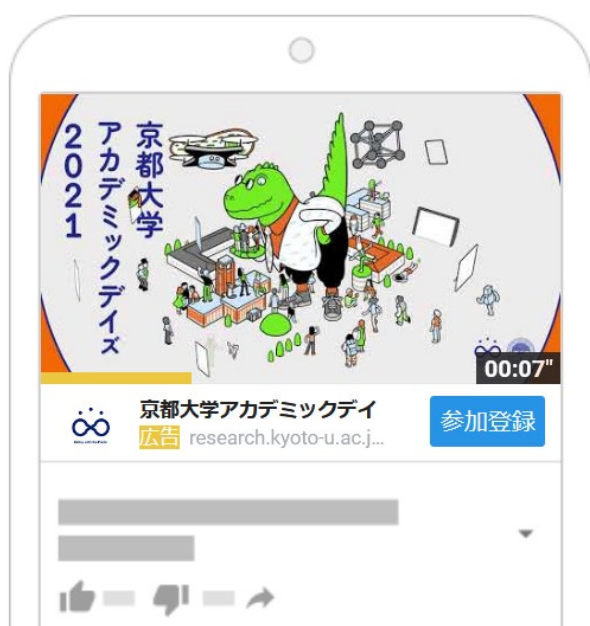 京都大学
アカデミックデイズ
2021
00:07"
京都大学アカデミックデイ
広告 research.kyoto-u.ac.j...
参加登録